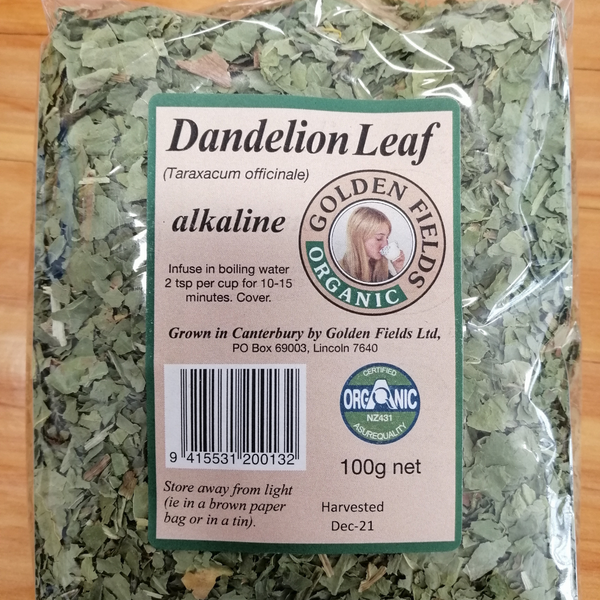 Dandelion Leaf
(Taraxacum officinale)
alkaline
GOLDEN FIELDS
ORGANIC
Infuse in boiling water
2 tsp per cup for 10-15
minutes. Cover.
Grown in Canterbury by Golden Fields Ltd,
PO Box 69003, Lincoln 7640
CERTIFIED
ORGANIC
NZ431
ASUREQUALITY
9 415531 200132
100g net
Store away from light
(ie in a brown paper
bag or in a tin).
Harvested
Dec-21